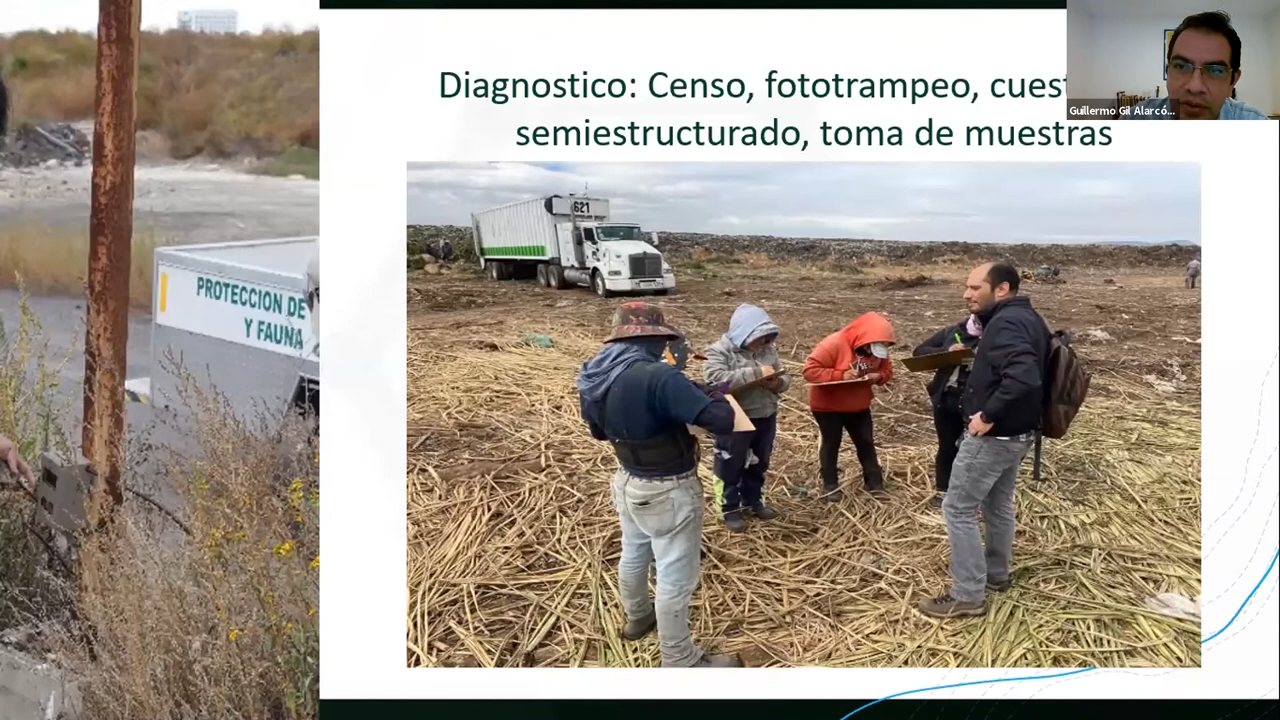 Diagnostico: Censo, fototrampeo, cuest
semiestructurado, toma de muestras
Guillermo Gil Alarcó...
PROTECCION DE
Y FAUNA
621